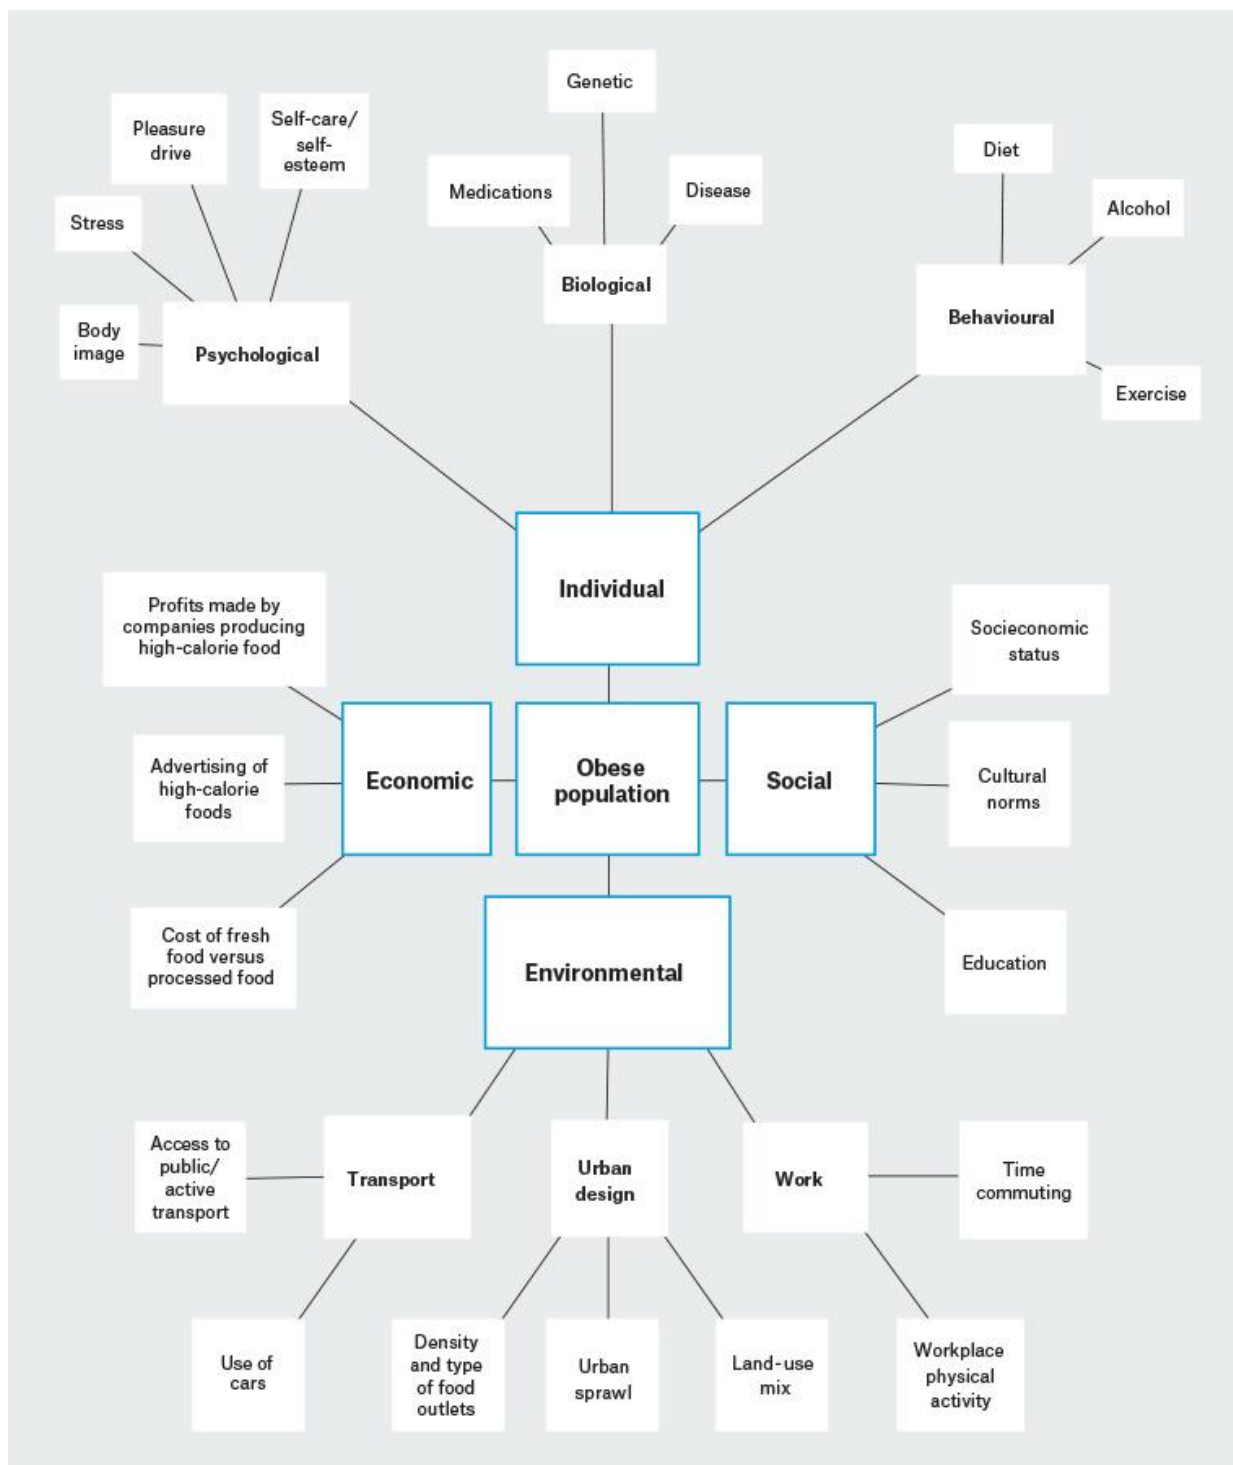 Genetic
Pleasure
drive
Self-care/
self-
esteem
Diet
Medications
Disease
Stress
Alcohol
Biological
Behavioural
Body
image
Psychological
Exercise
Individual
Profits made by
companies producing
high-calorie food
Socieconomic
status
Advertising of
high-calorie
foods
Economic
Obese
population
Social
Cultural
norms
Cost of fresh
food versus
processed food
Environmental
Education
Access to
public/
active
transport
Transport
Urban
design
Work
Time
commuting
Use of
cars
Density
and type
of food
outlets
Urban
sprawl
Land-use
mix
Workplace
physical
activity